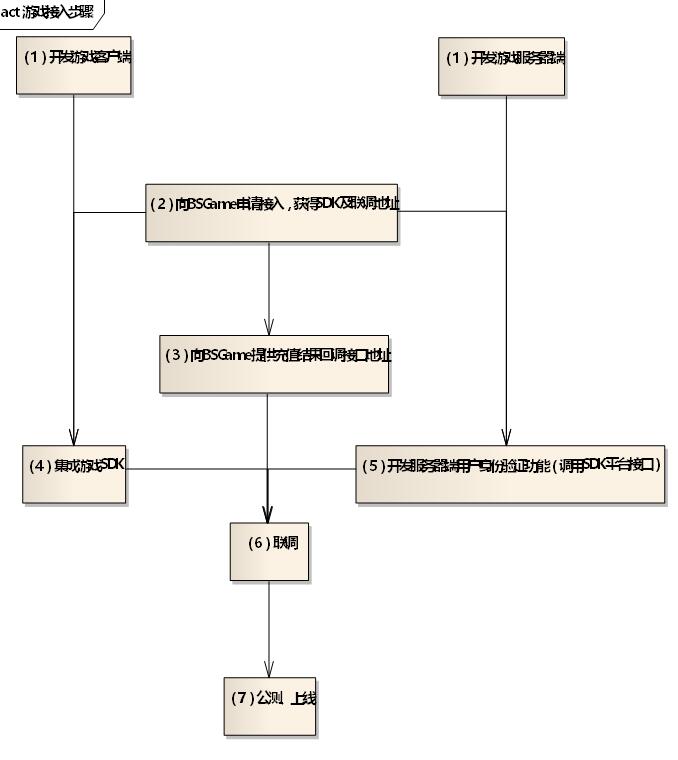 act 游戏接入步骤
(1)开发游戏客户端
(1)开发游戏服务器端
(2)向BSGame申请接入,获得SDK及联调地址
(3)向BSGame提供充值结果回调接口地址
(4)集成游戏SDK
(5)开发服务器端用户身份验证功能(调用SDK平台接口)
(6)联调
(7)公测、上线